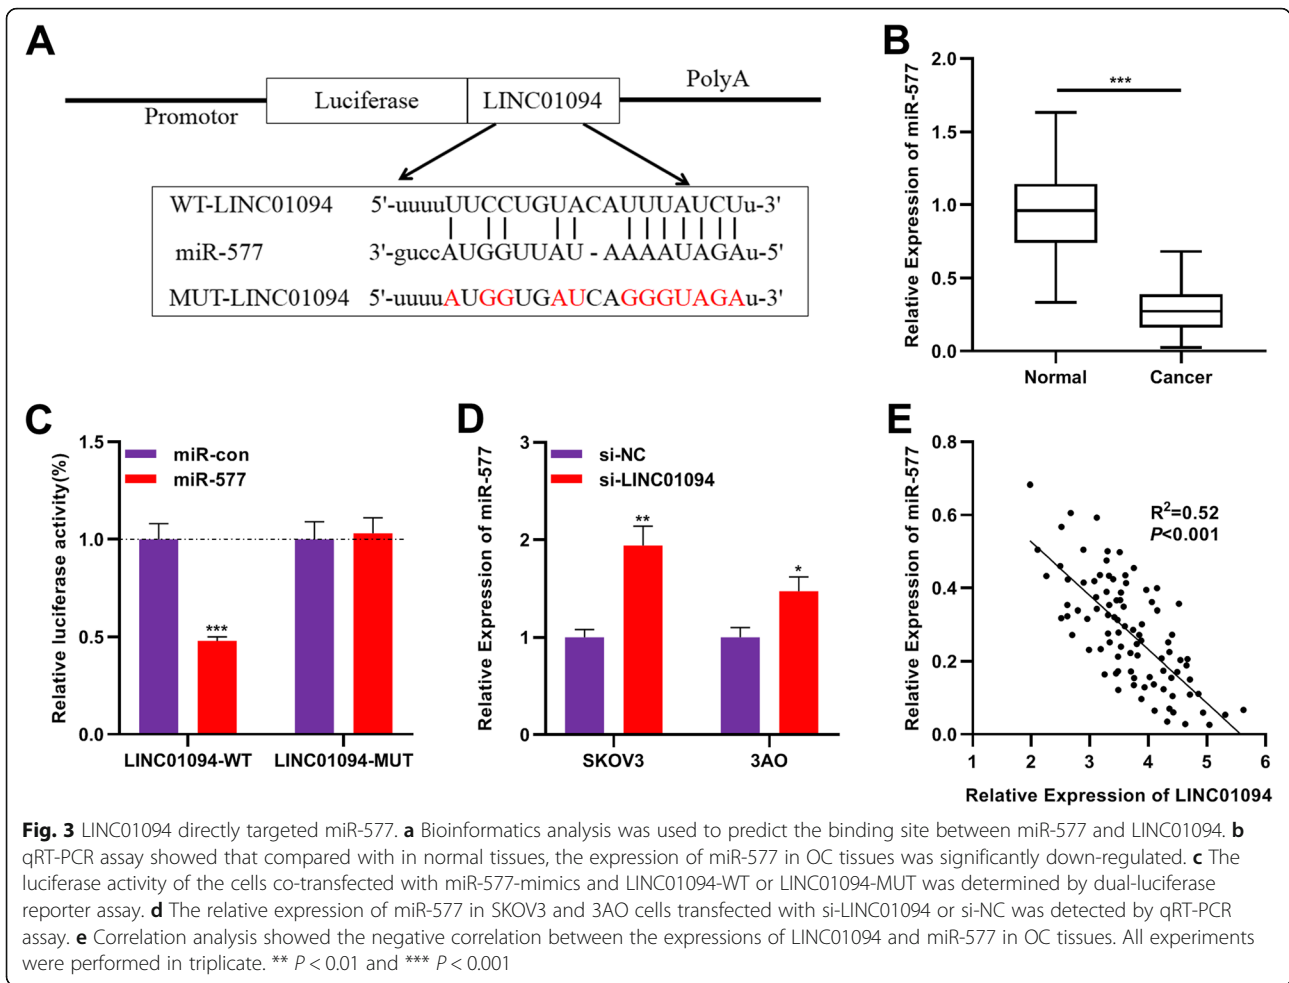 A
Promotor
Luciferase
LINC01094
PolyA
WT-LINC01094 5'-uuuuUUCCUGUACAUUUAUCUu-3'
miR-577 3'-guccAUGGUUAU - AAAAUAGAu-5'
MUT-LINC01094 5'-uuuuAUGGUGAUCAGGGUAGAu-3'
B
Relative Expression of miR-577
2.0
1.5
1.0
0.5
0.0
***
Normal Cancer
C
Relative luciferase activity(%)
1.5
1.0
0.5
0.0
miR-con
miR-577
***
LINC01094-WT LINC01094-MUT
D
Relative Expression of miR-577
3
2
1
0
si-NC
si-LINC01094
**
*
SKOV3 3AO
E
Relative Expression of miR-577
0.8
0.6
0.4
0.2
0.0
R²=0.52
P<0.001
1 2 3 4 5 6
Relative Expression of LINC01094
Fig. 3 LINC01094 directly targeted miR-577. a Bioinformatics analysis was used to predict the binding site between miR-577 and LINC01094. b
qRT-PCR assay showed that compared with in normal tissues, the expression of miR-577 in OC tissues was significantly down-regulated. c The
luciferase activity of the cells co-transfected with miR-577-mimics and LINC01094-WT or LINC01094-MUT was determined by dual-luciferase
reporter assay. d The relative expression of miR-577 in SKOV3 and 3AO cells transfected with si-LINC01094 or si-NC was detected by qRT-PCR
assay. e Correlation analysis showed the negative correlation between the expressions of LINC01094 and miR-577 in OC tissues. All experiments
were performed in triplicate. ** P < 0.01 and *** P < 0.001